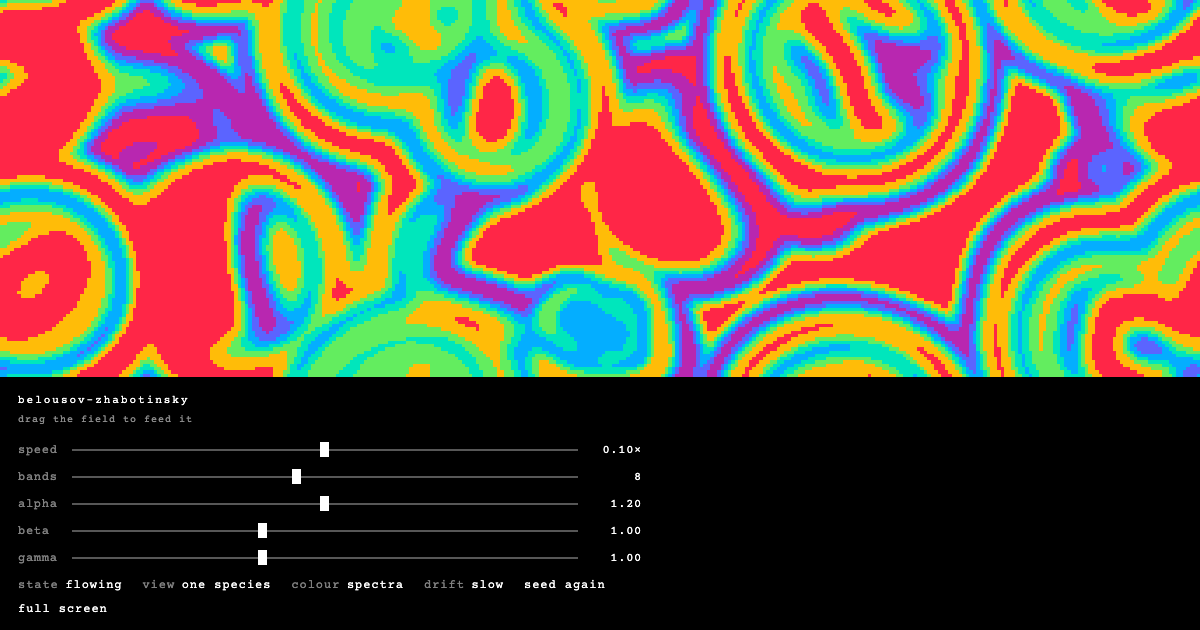 belousov-zhabotinsky
drag the field to feed it
speed 0.10×
bands 8
alpha 1.20
beta 1.00
gamma 1.00
state flowing view one species colour spectra drift slow seed again
full screen